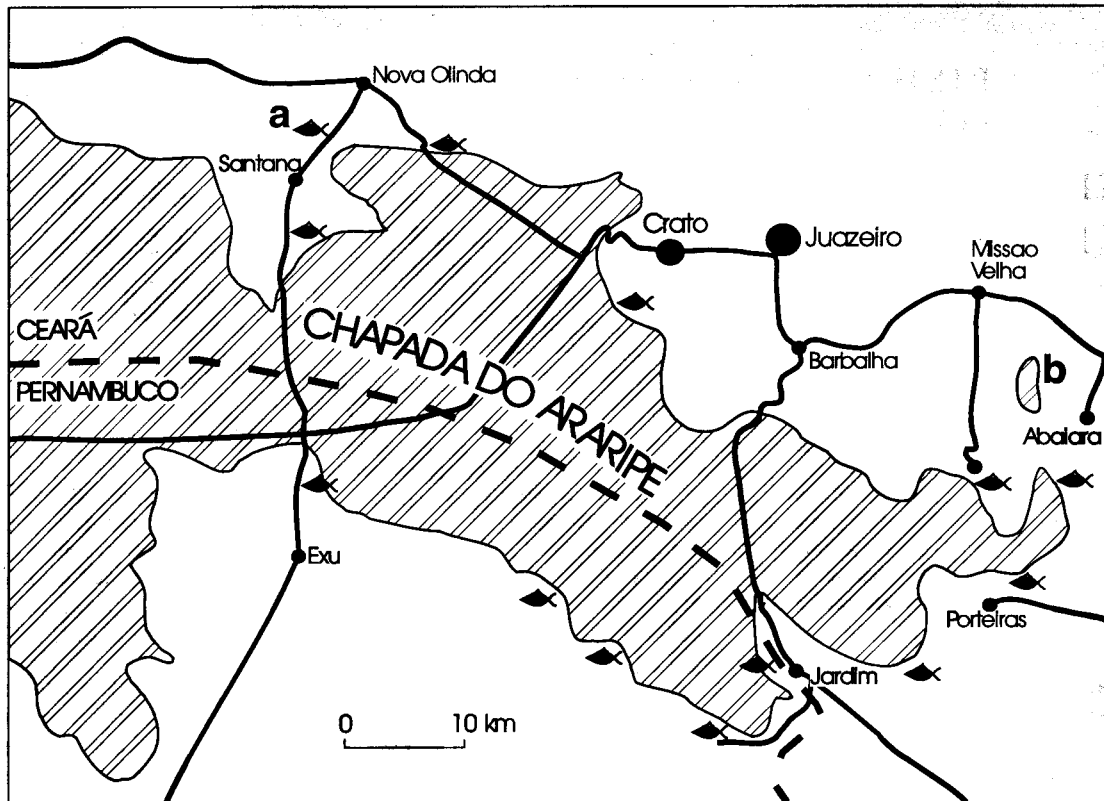 Nova Olinda
a
Santana
Crato
Juazeiro
Missao
Velha
CEARÁ
PERNAMBUCO
CHAPADA DO ARARIPE
Barbalha
b
Abaiara
Exu
Porteiras
Jardim
0 10 km